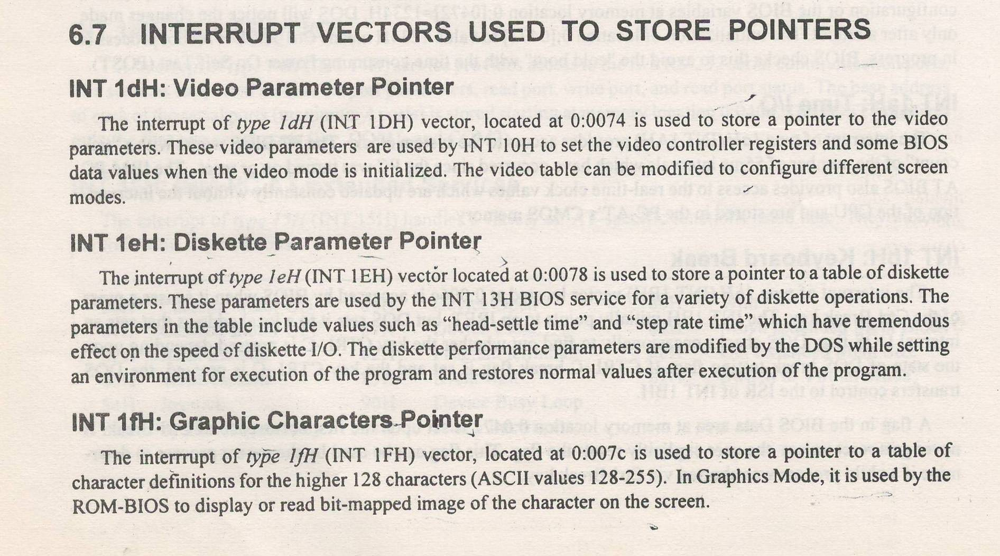 6.7 INTERRUPT VECTORS USED TO STORE POINTERS
INT 1dH: Video Parameter Pointer
The interrupt of type 1dH (INT 1DH) vector, located at 0:0074 is used to store a pointer to the video
parameters. These video parameters are used by INT 10H to set the video controller registers and some BIOS
data values when the video mode is initialized. The video table can be modified to configure different screen
modes.
INT 1eH: Diskette Parameter Pointer
The interrupt of type 1eH (INT 1EH) vector located at 0:0078 is used to store a pointer to a table of diskette
parameters. These parameters are used by the INT 13H BIOS service for a variety of diskette operations. The
parameters in the table include values such as “head-settle time” and “step rate time” which have tremendous
effect on the speed of diskette I/O. The diskette performance parameters are modified by the DOS while setting
an environment for execution of the program and restores normal values after execution of the program.
INT 1fH: Graphic Characters Pointer
The interrrupt of type 1fH (INT 1FH) vector, located at 0:007c is used to store a pointer to a table of
character definitions for the higher 128 characters (ASCII values 128-255). In Graphics Mode, it is used by the
ROM-BIOS to display or read bit-mapped image of the character on the screen.